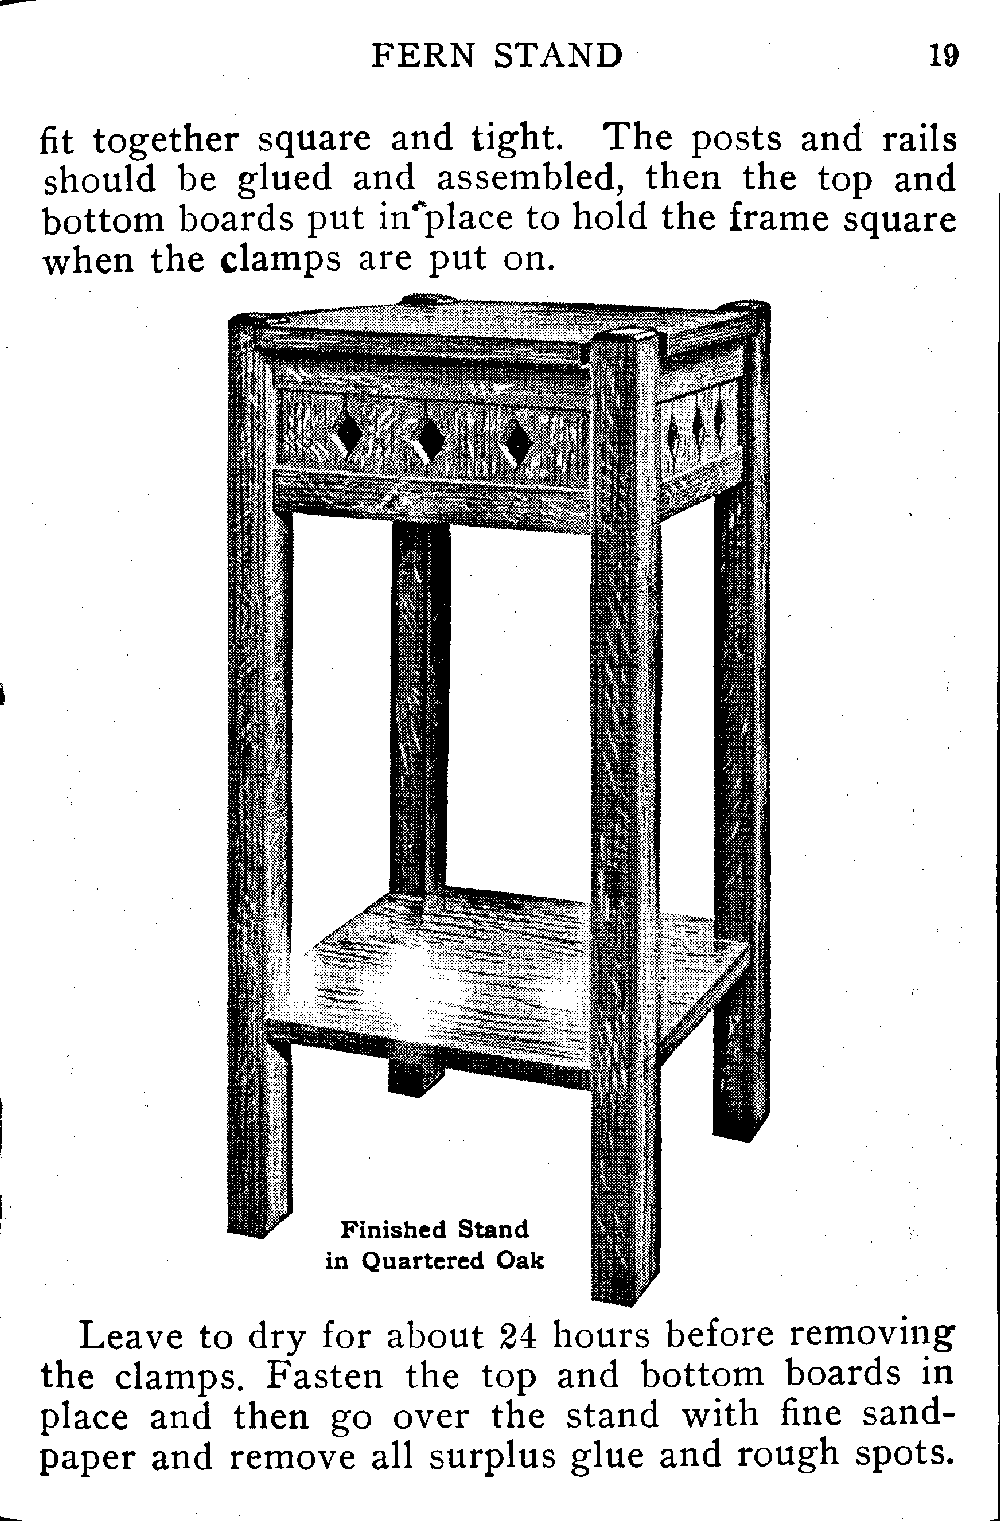 FERN STAND 19
fit together square and tight. The posts and rails
should be glued and assembled, then the top and
bottom boards put in place to hold the frame square
when the clamps are put on.
Finished Stand
in Quartered Oak
Leave to dry for about 24 hours before removing
the clamps. Fasten the top and bottom boards in
place and then go over the stand with fine sand-
paper and remove all surplus glue and rough spots.